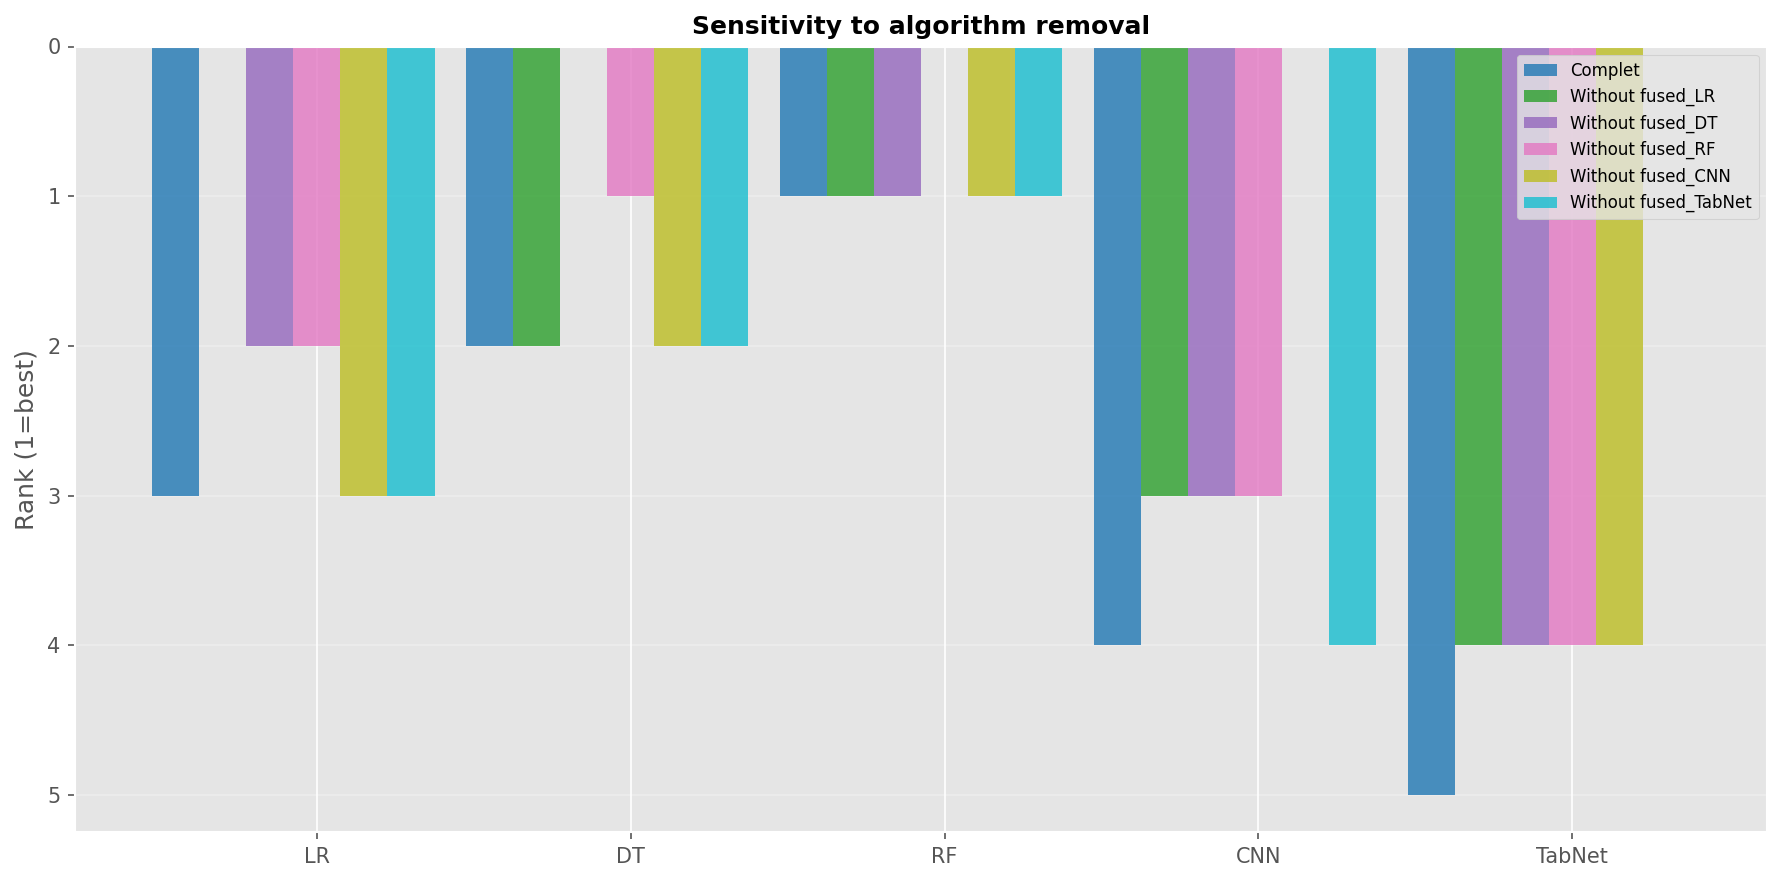 Sensitivity to algorithm removal
Rank (1=best)
0
1
2
3
4
5
Complet
Without fused_LR
Without fused_DT
Without fused_RF
Without fused_CNN
Without fused_TabNet
LR
DT
RF
CNN
TabNet